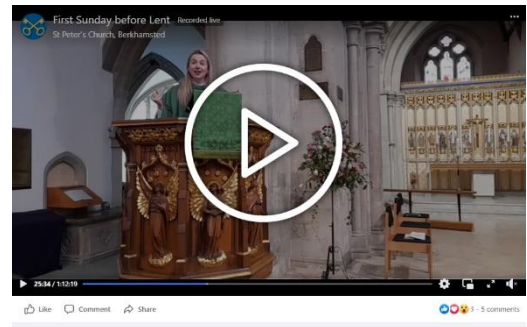 First Sunday before Lent Recorded live
St Peter's Church, Berkhamsted
25:34 / 1:12:19
Like Comment Share 3 · 5 comments